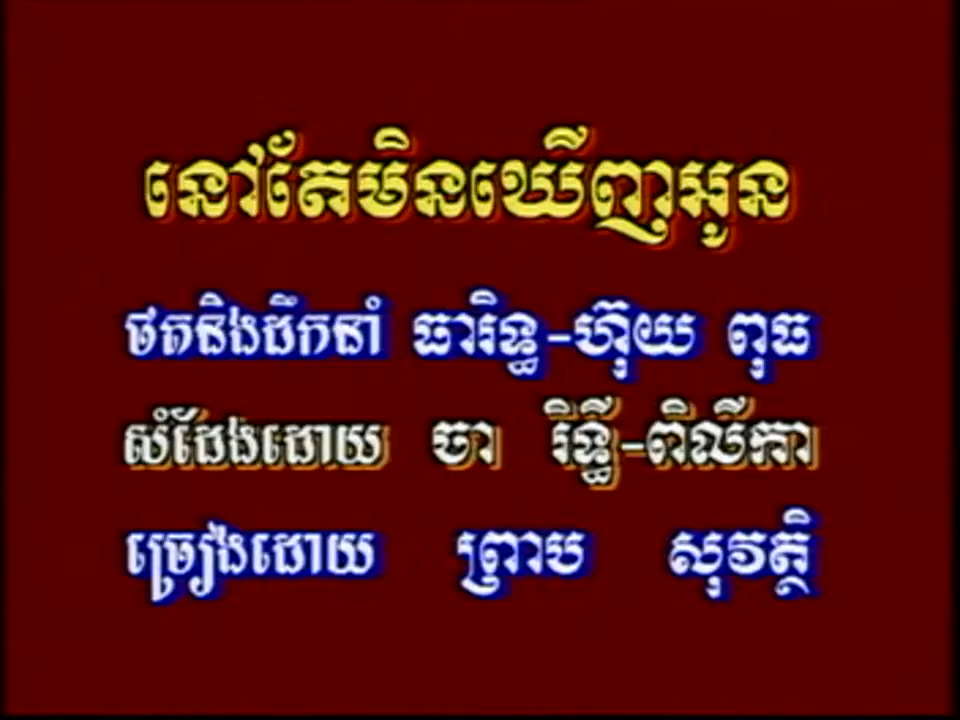 នៅតែមិនឃើញអូន
ថតនិងដឹកនាំ ធារិទ្ធ-ហ៊ុយ ពុធ
សំដែងដោយ ចា រិទ្ធី-ពិលីកា
ច្រៀងដោយ ព្រាប សុវត្ថិ